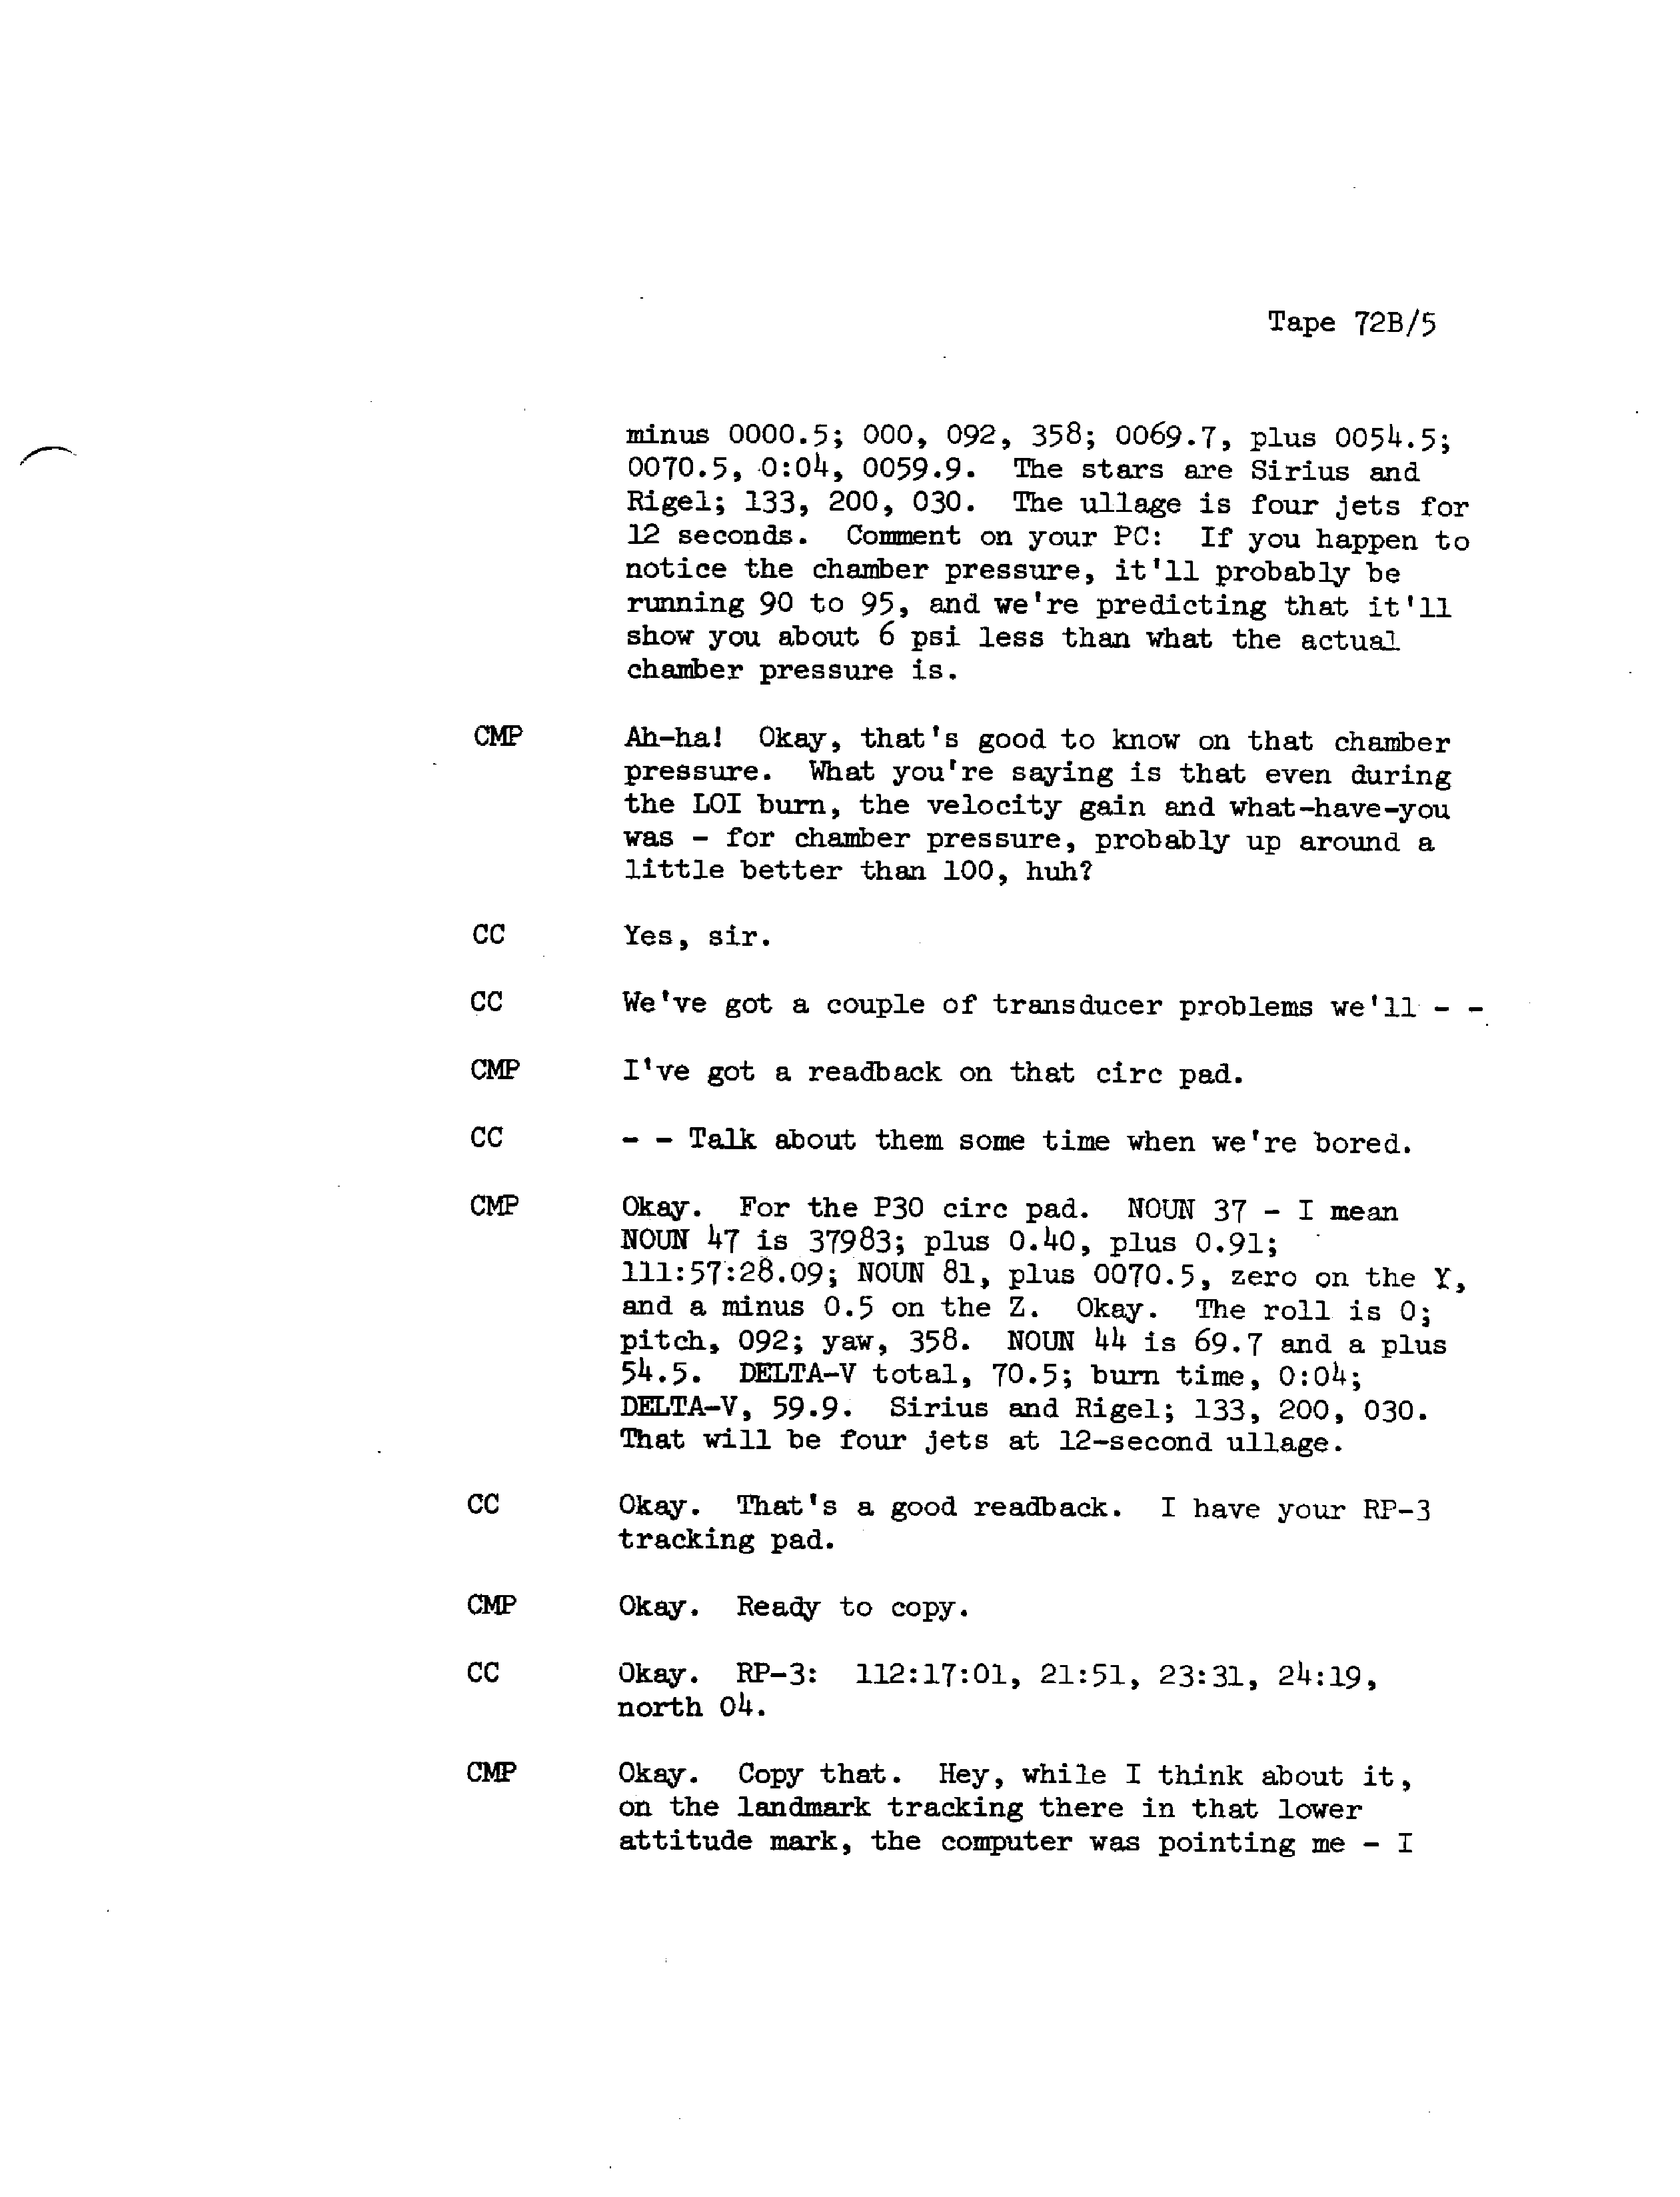 Tape 72B/5
minus 0000.5; 000, 092, 358; 0069.7, plus 0054.5;
0070.5, 0:04, 0059.9. The stars are Sirius and
Rigel; 133, 200, 030. The ullage is four jets for
12 seconds. Comment on your PC: If you happen to
notice the chamber pressure, it'll probably be
running 90 to 95, and we're predicting that it'll
show you about 6 psi less than what the actual
chamber pressure is.
CMP Ah-ha! Okay, that's good to know on that chamber
pressure. What you're saying is that even during
the LOI burn, the velocity gain and what-have-you
was - for chamber pressure, probably up around a
little better than 100, huh?
CC Yes, sir.
CC We've got a couple of transducer problems we'll - -
CMP I've got a readback on that circ pad.
CC - - Talk about them some time when we're bored.
CMP Okay. For the P30 circ pad. NOUN 37 - I mean
NOUN 47 is 37983; plus 0.40, plus 0.91;
111:57:28.09; NOUN 81, plus 0070.5, zero on the Y,
and a minus 0.5 on the Z. Okay. The roll is 0;
pitch, 092; yaw, 358. NOUN 44 is 69.7 and a plus
54.5. DELTA-V total, 70.5; burn time, 0:04;
DELTA-V, 59.9. Sirius and Rigel; 133, 200, 030.
That will be four jets at 12-second ullage.
CC Okay. That's a good readback. I have your RP-3
tracking pad.
CMP Okay. Ready to copy.
CC Okay. RP-3: 112:17:01, 21:51, 23:31, 24:19,
north 04.
CMP Okay. Copy that. Hey, while I think about it,
on the landmark tracking there in that lower
attitude mark, the computer was pointing me - I